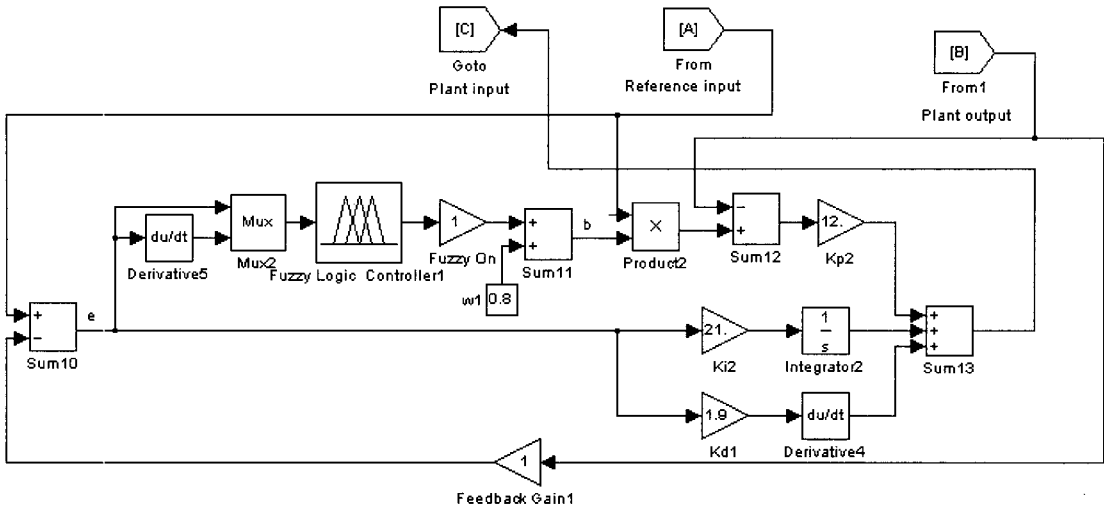 [C]
Goto
Plant input
[A]
From
Reference input
[B]
From1
Plant output
du/dt
Derivative5
Mux
Mux2
Fuzzy Logic Controller1
1
Fuzzy On
+
+
Sum11
w1
0.8
b
×
Product2
−
+
Sum12
12.
Kp2
+
−
Sum10
e
21.
Ki2
1
s
Integrator2
+
+
+
Sum13
1.9
Kd1
du/dt
Derivative4
1
Feedback Gain1